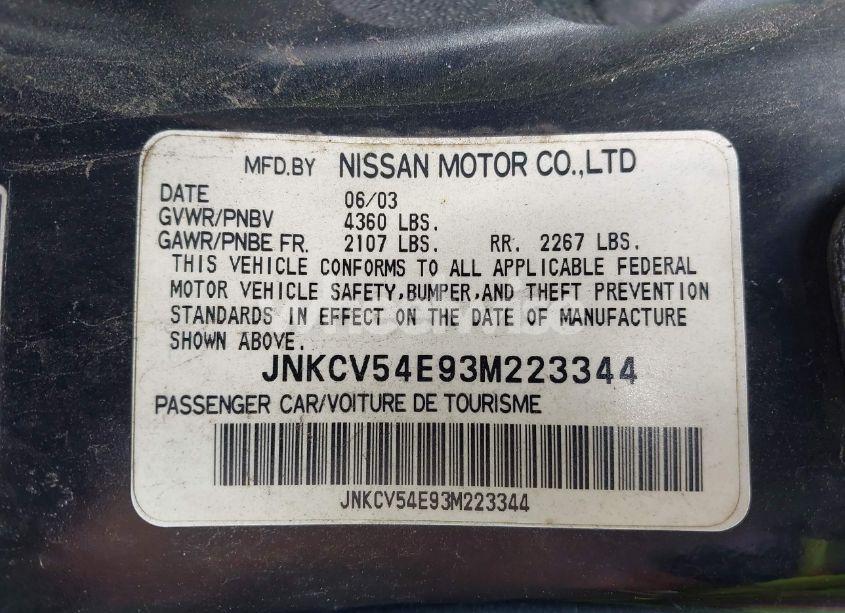 MFD.BY NISSAN MOTOR CO.,LTD
DATE 06/03
GVWR/PNBV 4360 LBS.
GAWR/PNBE FR. 2107 LBS. RR. 2267 LBS.
THIS VEHICLE CONFORMS TO ALL APPLICABLE FEDERAL
MOTOR VEHICLE SAFETY,BUMPER,AND THEFT PREVENTION
STANDARDS IN EFFECT ON THE DATE OF MANUFACTURE
SHOWN ABOVE.
JNKCV54E93M223344
PASSENGER CAR/VOITURE DE TOURISME
JNKCV54E93M223344